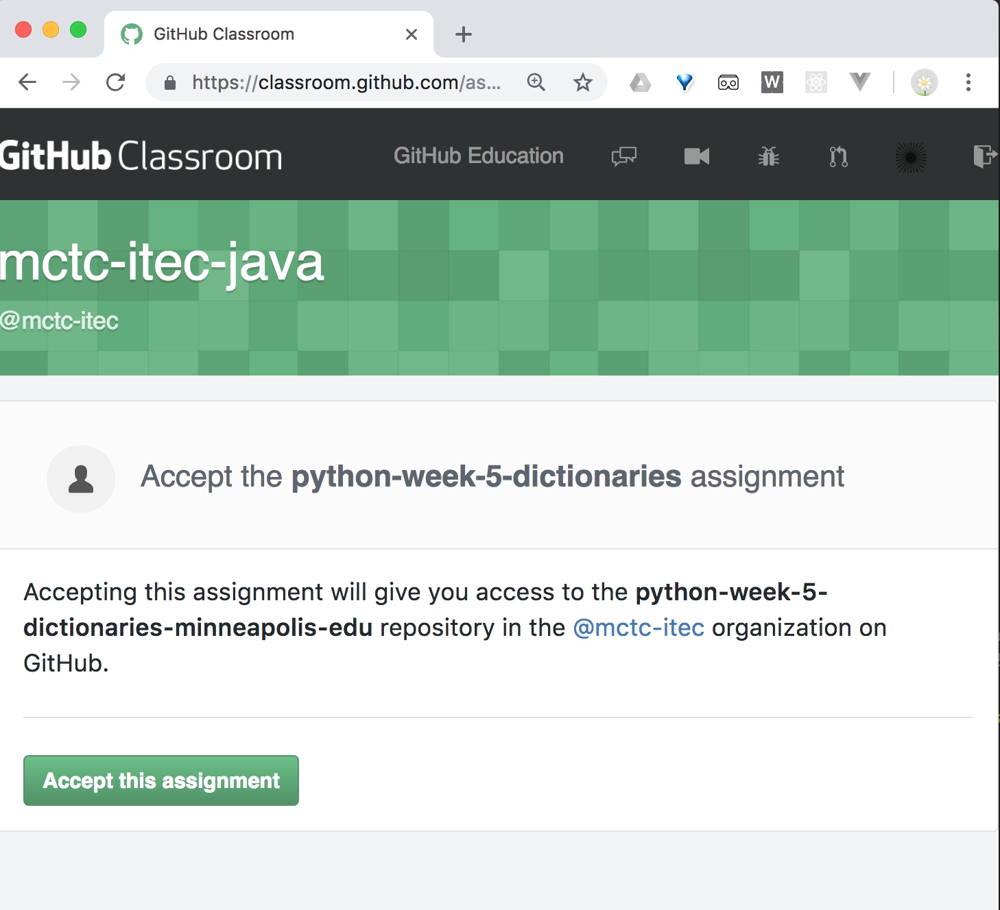 GitHub Classroom
https://classroom.github.com/as...
W
GitHub Classroom
GitHub Education
mctc-itec-java
@mctc-itec
Accept the python-week-5-dictionaries assignment
Accepting this assignment will give you access to the python-week-5-
dictionaries-minneapolis-edu repository in the @mctc-itec organization on
GitHub.
Accept this assignment